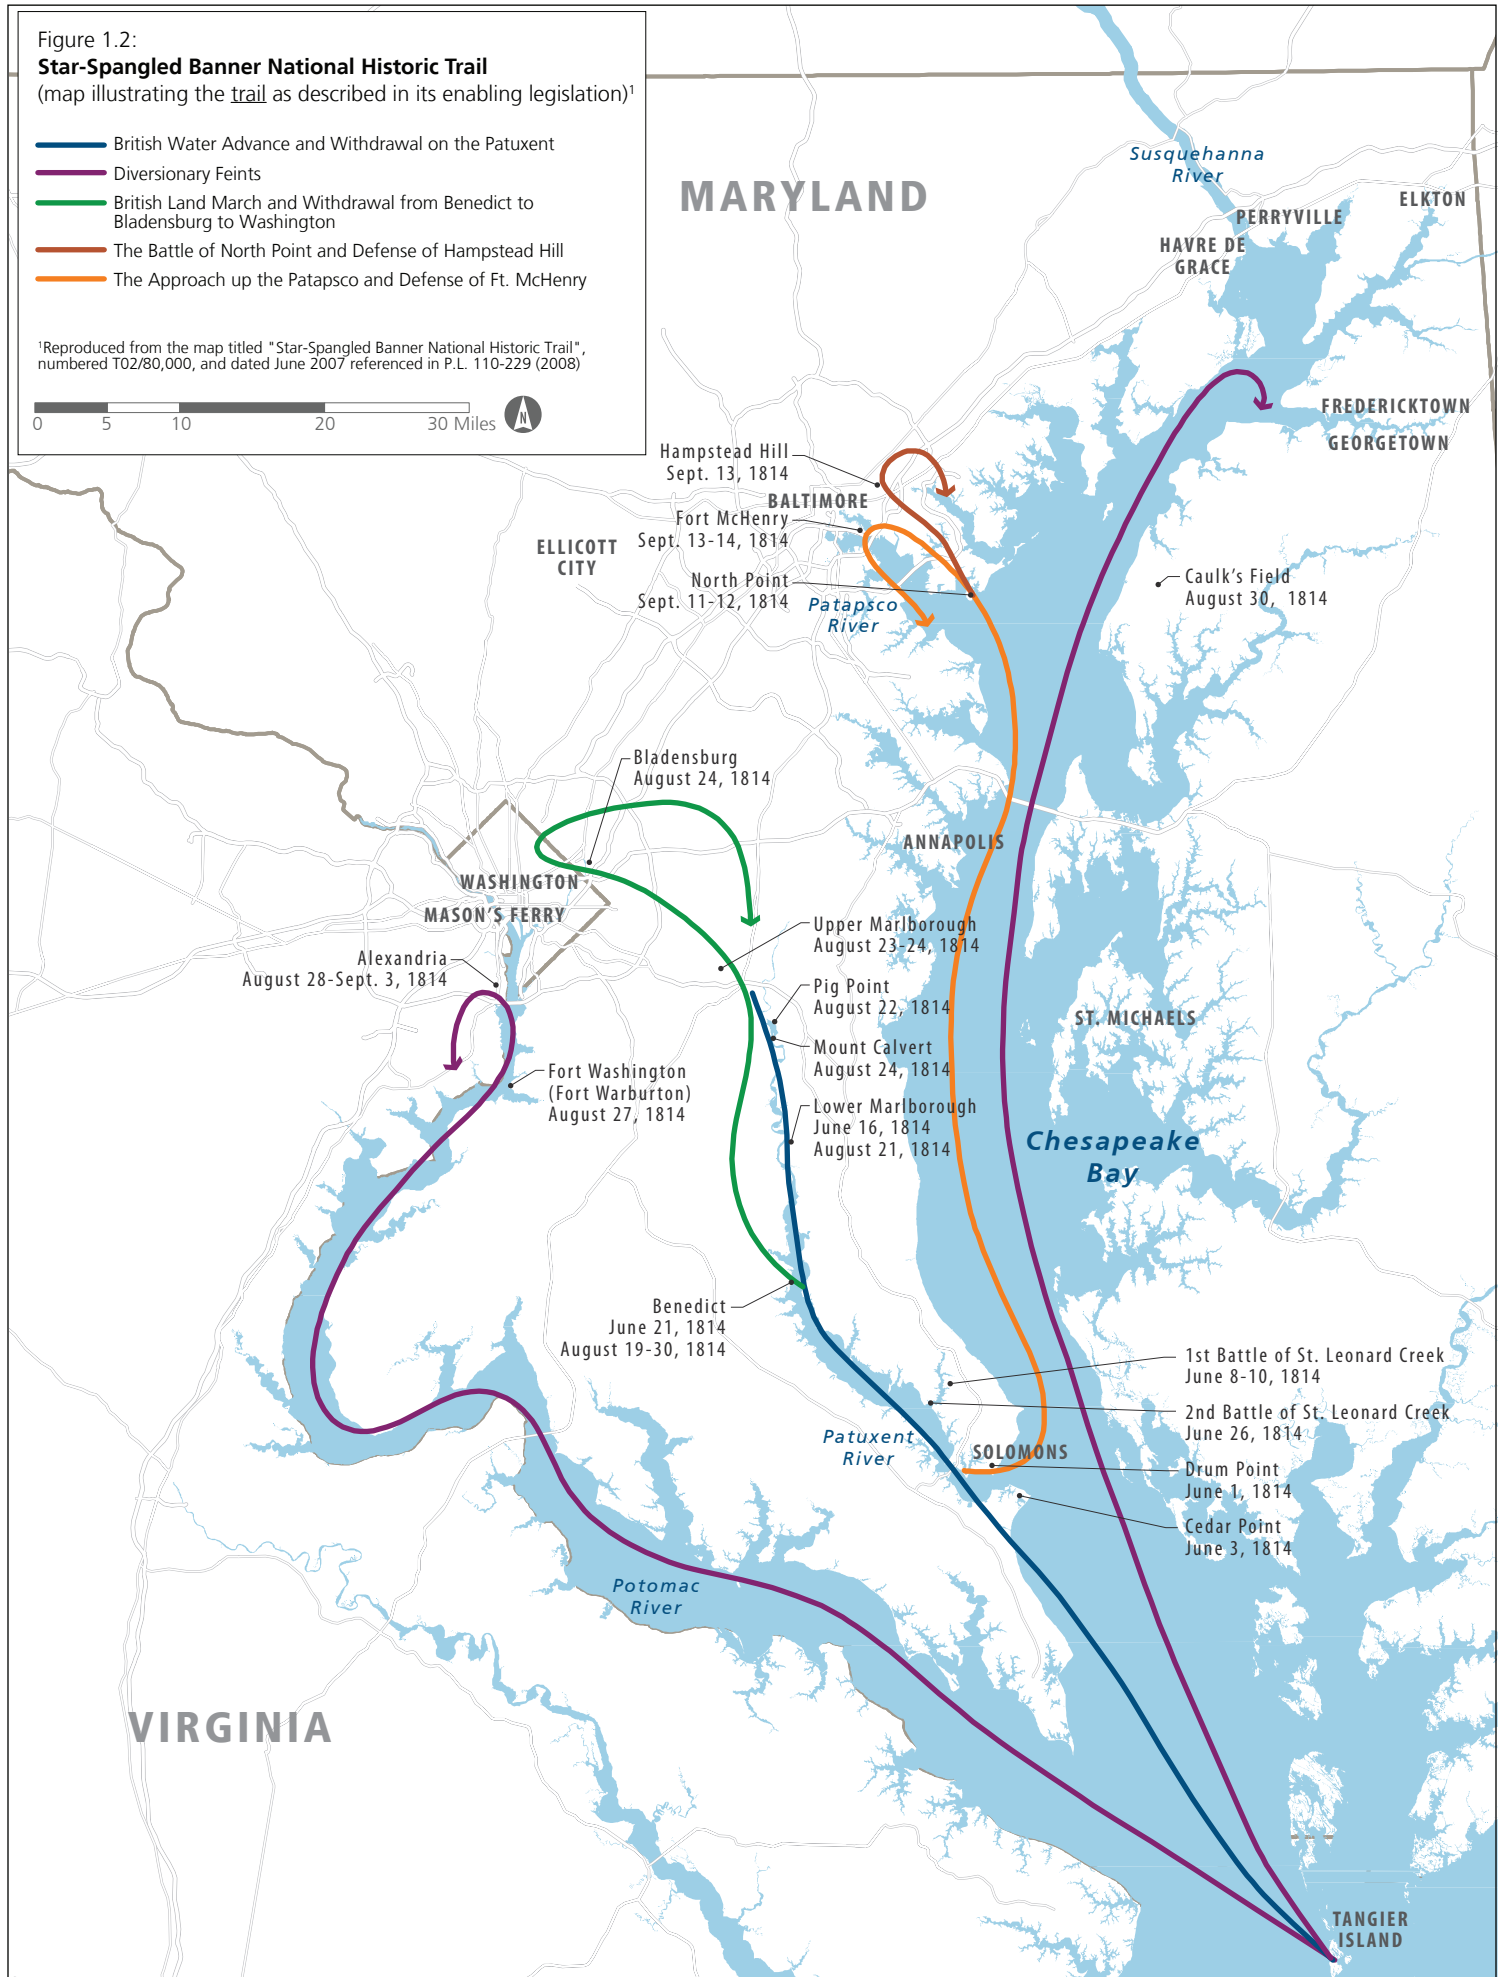 Figure 1.2:
Star-Spangled Banner National Historic Trail
(map illustrating the trail as described in its enabling legislation)1
British Water Advance and Withdrawal on the Patuxent
Diversionary Feints
British Land March and Withdrawal from Benedict to
Bladensburg to Washington
The Battle of North Point and Defense of Hampstead Hill
The Approach up the Patapsco and Defense of Ft. McHenry
1Reproduced from the map titled "Star-Spangled Banner National Historic Trail",
numbered T02/80,000, and dated June 2007 referenced in P.L. 110-229 (2008)
0 5 10 20 30 Miles
N
MARYLAND
Susquehanna
River
PERRYVILLE
ELKTON
HAVRE DE
GRACE
FREDERICKTOWN
GEORGETOWN
Hampstead Hill
Sept. 13, 1814
BALTIMORE
Fort McHenry
Sept. 13-14, 1814
ELLICOTT
CITY
North Point
Sept. 11-12, 1814
Patapsco
River
Caulk's Field
August 30, 1814
Bladensburg
August 24, 1814
ANNAPOLIS
WASHINGTON
MASON'S FERRY
Alexandria
August 28-Sept. 3, 1814
Upper Marlborough
August 23-24, 1814
Pig Point
August 22, 1814
ST. MICHAELS
Mount Calvert
August 24, 1814
Fort Washington
(Fort Warburton)
August 27, 1814
Lower Marlborough
June 16, 1814
August 21, 1814
Chesapeake
Bay
Benedict
June 21, 1814
August 19-30, 1814
1st Battle of St. Leonard Creek
June 8-10, 1814
2nd Battle of St. Leonard Creek
June 26, 1814
Patuxent
River
SOLOMONS
Drum Point
June 1, 1814
Cedar Point
June 3, 1814
Potomac
River
VIRGINIA
TANGIER
ISLAND